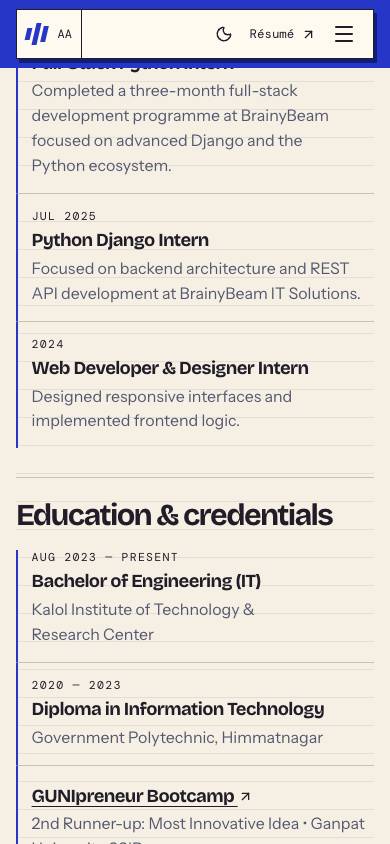 AA
Résumé
Full Stack Python Intern
Completed a three-month full-stack
development programme at BrainyBeam
focused on advanced Django and the
Python ecosystem.
JUL 2025
Python Django Intern
Focused on backend architecture and REST
API development at BrainyBeam IT Solutions.
2024
Web Developer & Designer Intern
Designed responsive interfaces and
implemented frontend logic.
Education & credentials
AUG 2023 — PRESENT
Bachelor of Engineering (IT)
Kalol Institute of Technology &
Research Center
2020 — 2023
Diploma in Information Technology
Government Polytechnic, Himmatnagar
GUNIpreneur Bootcamp
2nd Runner-up: Most Innovative Idea • Ganpat